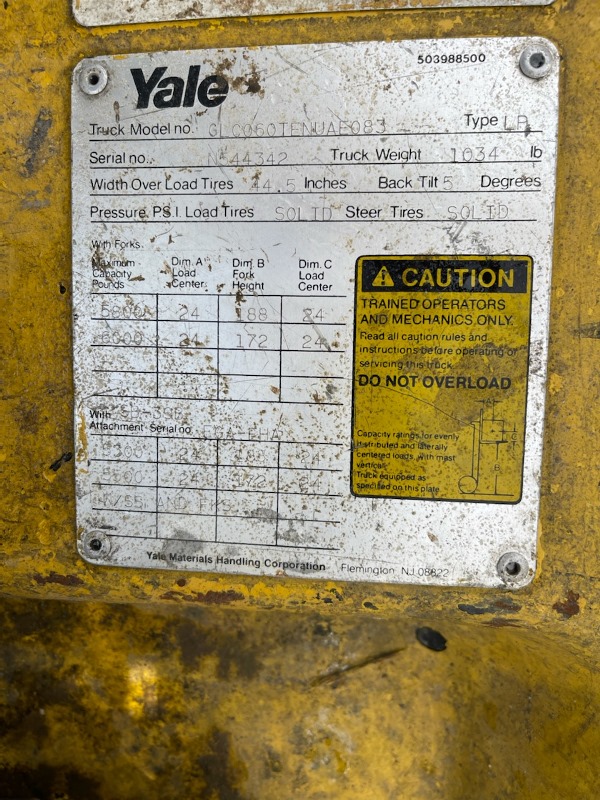 503988500
Yale
Truck Model no. GLC060TENUAE083 Type LP
Serial no. N-44342 Truck Weight 1034 lb
Width Over Load Tires 44.5 Inches Back Tilt 5 Degrees
Pressure P.S.I. Load Tires SOLID Steer Tires SOLID
With Forks.
Maximum Capacity Pounds Dim. A Load Center Dim. B Fork Height Dim. C Load Center
5800 24 188 24
6000 24 172 24
With
Attachment Serial no.
24
172 24
AND
CAUTION
TRAINED OPERATORS
AND MECHANICS ONLY.
Read all caution rules and
instructions before operating or
servicing this truck.
DO NOT OVERLOAD
Capacity ratings for evenly
distributed and laterally
centered loads, with mast
vertical.
Truck equipped as
specified on this plate.
A
C
B
Yale Materials Handling Corporation Flemington NJ 08822